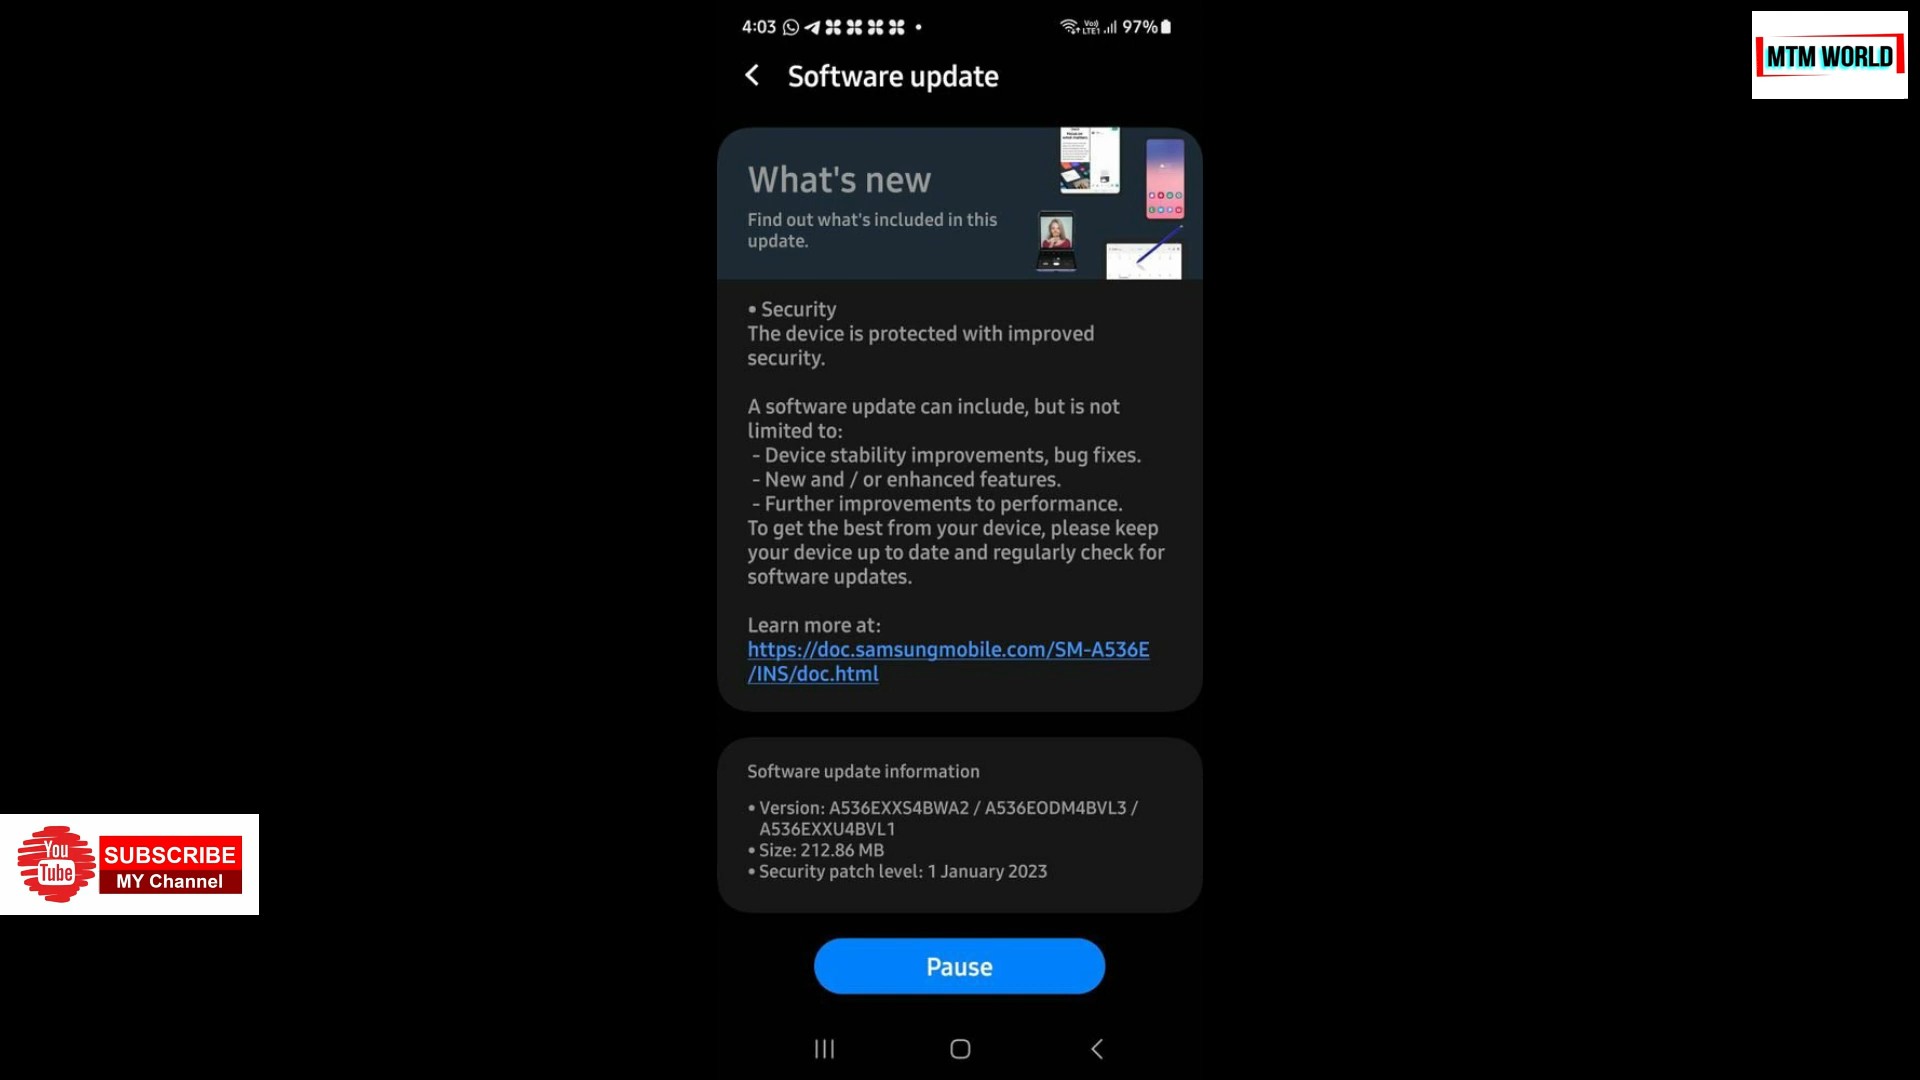 4:03
Vo))
LTE1
97%
Software update
MTM WORLD
What's new
Find out what's included in this
update.
• Security
The device is protected with improved
security.
A software update can include, but is not
limited to:
- Device stability improvements, bug fixes.
- New and / or enhanced features.
- Further improvements to performance.
To get the best from your device, please keep
your device up to date and regularly check for
software updates.
Learn more at:
https://doc.samsungmobile.com/SM-A536E
/INS/doc.html
Software update information
• Version: A536EXXS4BWA2 / A536EODM4BVL3 /
A536EXXU4BVL1
• Size: 212.86 MB
• Security patch level: 1 January 2023
You
Tube
SUBSCRIBE
MY Channel
Pause